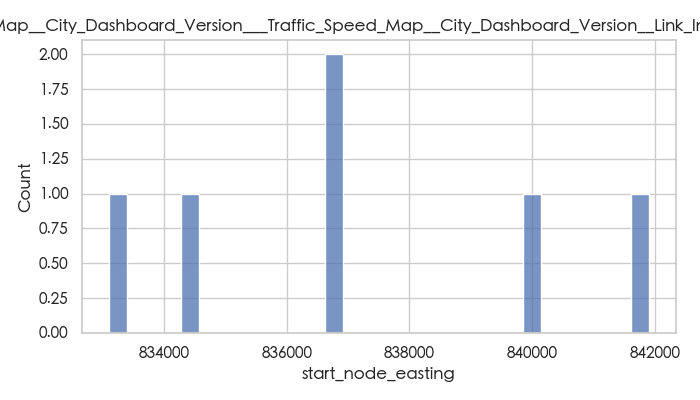 Map__City_Dashboard_Version___Traffic_Speed_Map__City_Dashboard_Version__Link_In
2.00
1.75
1.50
1.25
1.00
0.75
0.50
0.25
0.00
Count
834000 836000 838000 840000 842000
start_node_easting